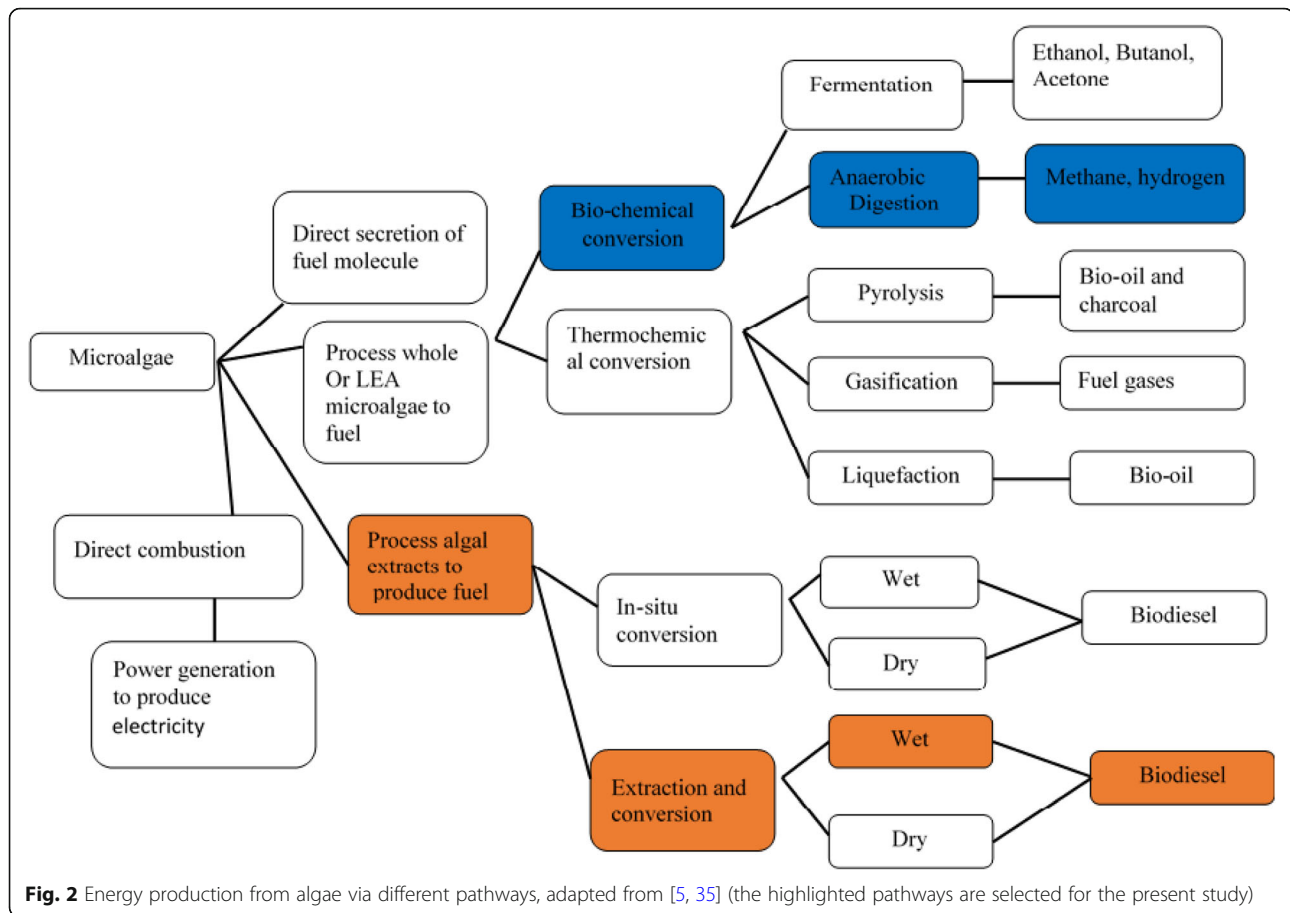 Microalgae
Direct secretion of
fuel molecule
Process whole
Or LEA
microalgae to
fuel
Direct combustion
Power generation
to produce
electricity
Process algal
extracts to
produce fuel
Bio-chemical
conversion
Thermochemic
al conversion
Fermentation
Ethanol, Butanol,
Acetone
Anaerobic
Digestion
Methane, hydrogen
Pyrolysis
Bio-oil and
charcoal
Gasification
Fuel gases
Liquefaction
Bio-oil
In-situ
conversion
Wet
Dry
Biodiesel
Extraction and
conversion
Wet
Dry
Biodiesel
Fig. 2 Energy production from algae via different pathways, adapted from [5, 35] (the highlighted pathways are selected for the present study)